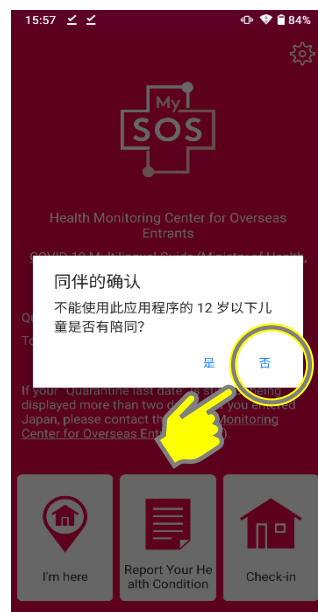 15:57
84%
My
SOS
Health Monitoring Center for Overseas
Entrants
同伴的确认
不能使用此应用程序的 12 岁以下儿
童是否有陪同?
是 否
If your "Quarantine last date" is
displayed more than two d you entered
Japan, please contact th Monitoring
Center for Overseas Ent
I'm here
Report Your He
alth Condition
Check-in